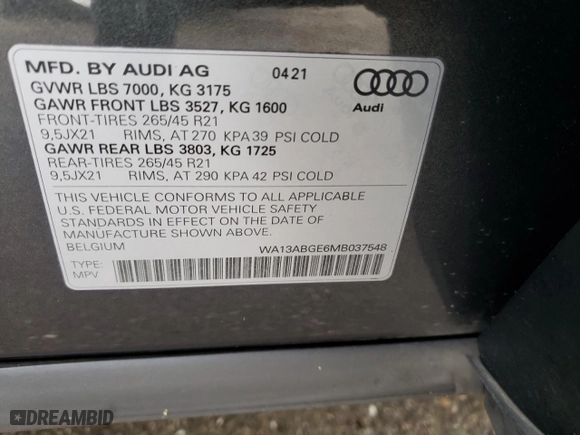 MFD. BY AUDI AG 04 21
GVWR LBS 7000, KG 3175
GAWR FRONT LBS 3527, KG 1600
FRONT-TIRES 265/45 R21
9,5JX21 RIMS, AT 270 KPA 39 PSI COLD
GAWR REAR LBS 3803, KG 1725
REAR-TIRES 265/45 R21
9,5JX21 RIMS, AT 290 KPA 42 PSI COLD
Audi
THIS VEHICLE CONFORMS TO ALL APPLICABLE
U.S. FEDERAL MOTOR VEHICLE SAFETY
STANDARDS IN EFFECT ON THE DATE OF
MANUFACTURE SHOWN ABOVE.
BELGIUM WA13ABGE6MB037548
TYPE:
MPV
DREAMBID